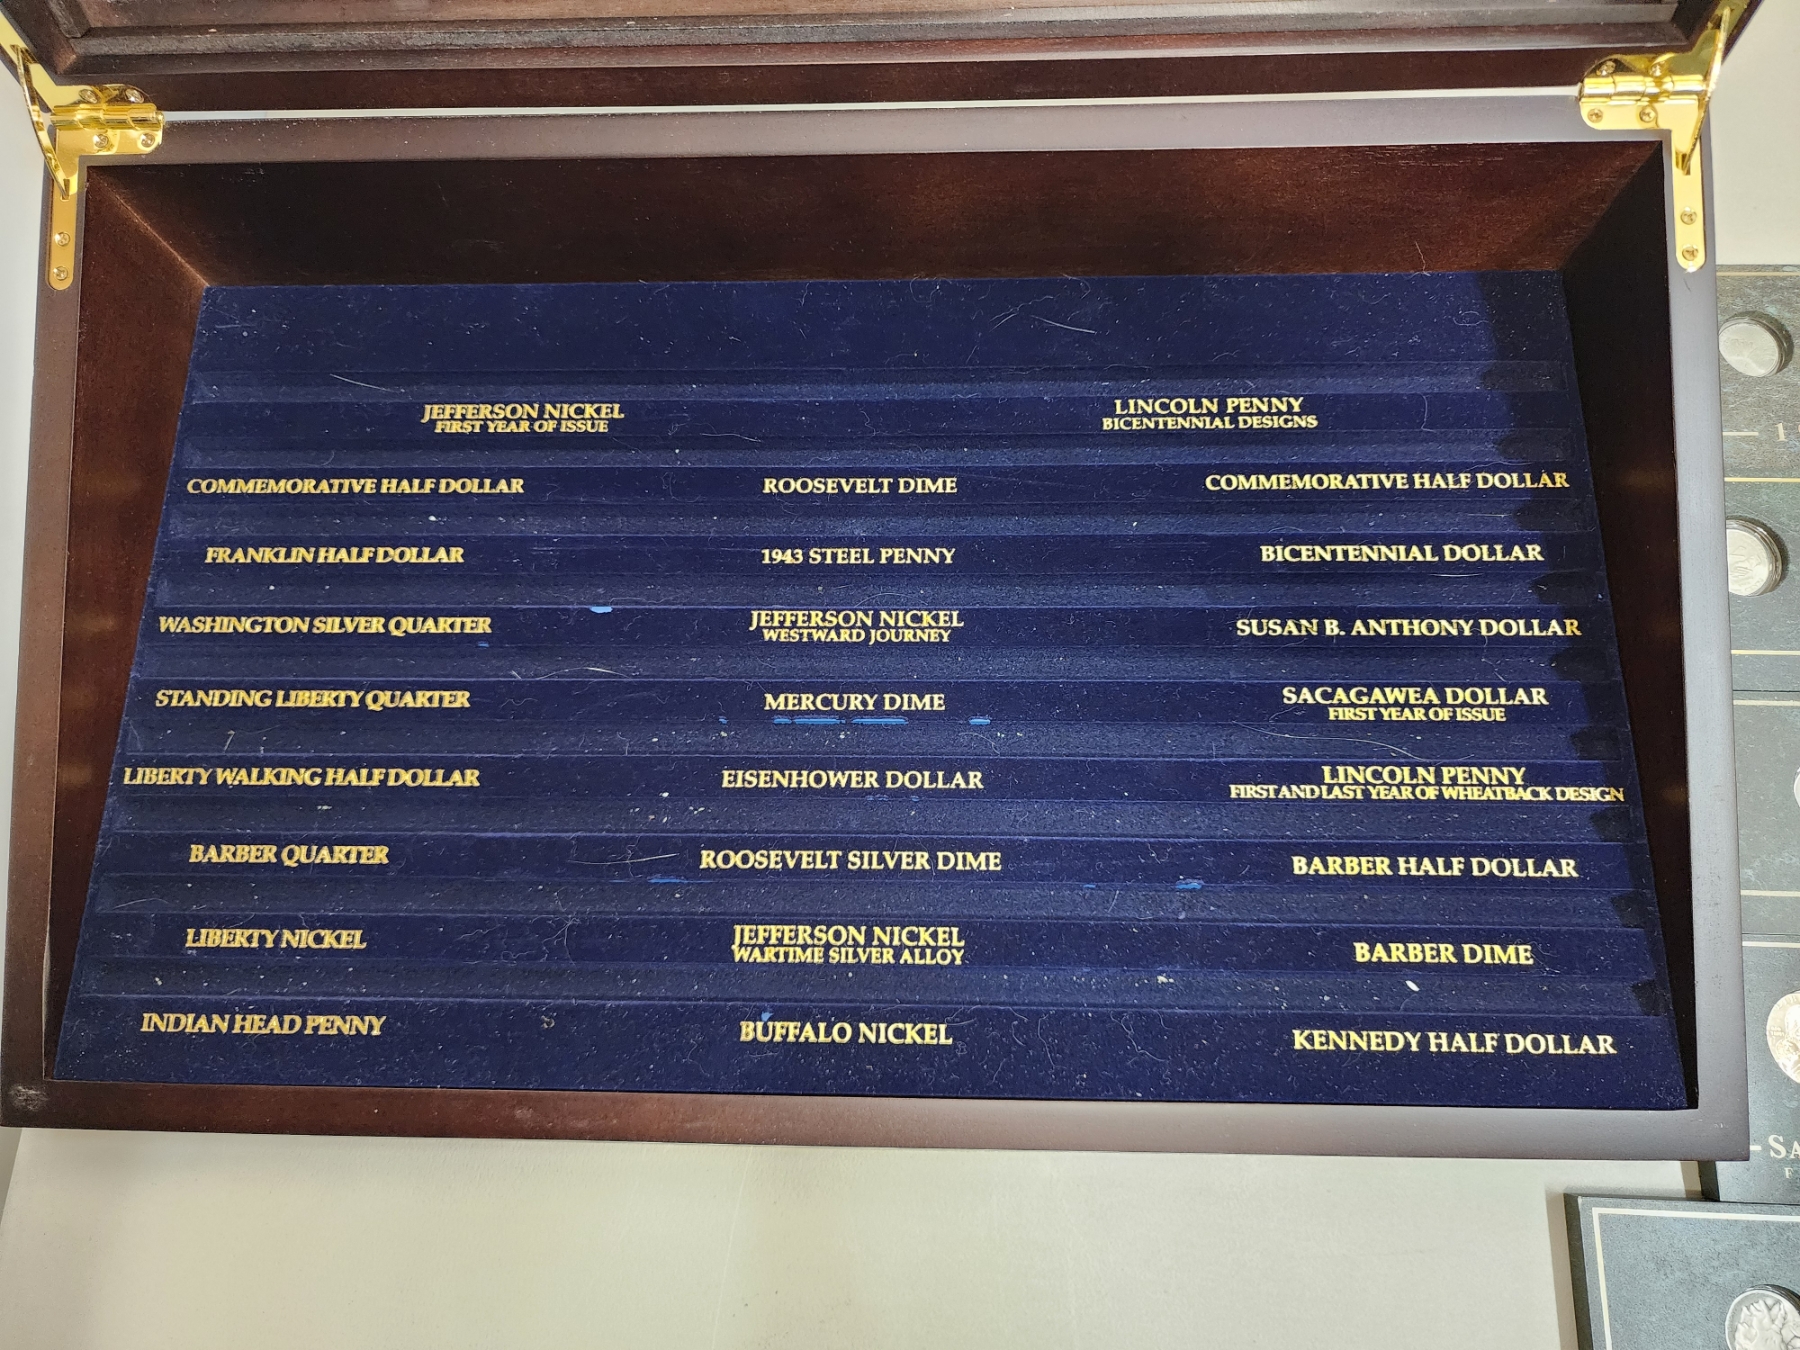 JEFFERSON NICKEL
FIRST YEAR OF ISSUE
LINCOLN PENNY
BICENTENNIAL DESIGNS
COMMEMORATIVE HALF DOLLAR
ROOSEVELT DIME
COMMEMORATIVE HALF DOLLAR
FRANKLIN HALF DOLLAR
1943 STEEL PENNY
BICENTENNIAL DOLLAR
WASHINGTON SILVER QUARTER
JEFFERSON NICKEL
WESTWARD JOURNEY
SUSAN B. ANTHONY DOLLAR
STANDING LIBERTY QUARTER
MERCURY DIME
SACAGAWEA DOLLAR
FIRST YEAR OF ISSUE
LIBERTY WALKING HALF DOLLAR
EISENHOWER DOLLAR
LINCOLN PENNY
FIRST AND LAST YEAR OF WHEATBACK DESIGN
BARBER QUARTER
ROOSEVELT SILVER DIME
BARBER HALF DOLLAR
LIBERTY NICKEL
JEFFERSON NICKEL
WARTIME SILVER ALLOY
BARBER DIME
INDIAN HEAD PENNY
BUFFALO NICKEL
KENNEDY HALF DOLLAR